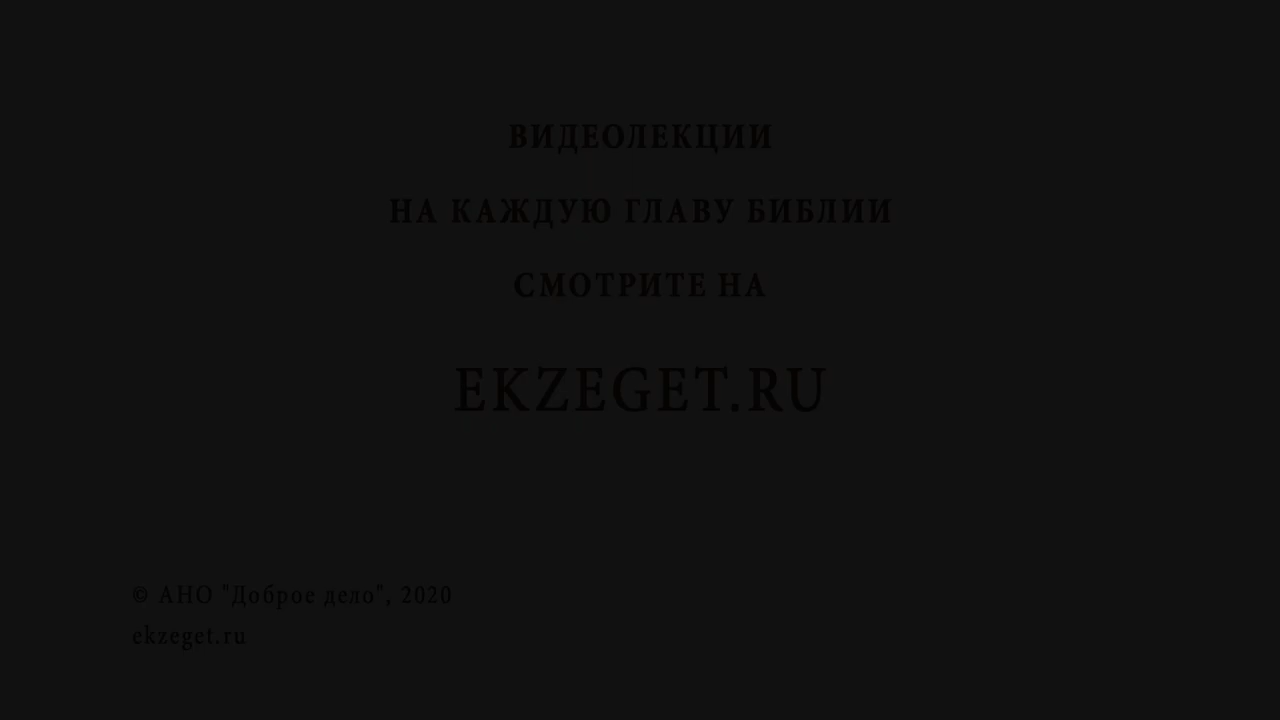 ВИДЕОЛЕКЦИИ
НА КАЖДУЮ ГЛАВУ БИБЛИИ
СМОТРИТЕ НА
EKZEGET.RU
© АНО "Доброе дело", 2020
ekzeget.ru